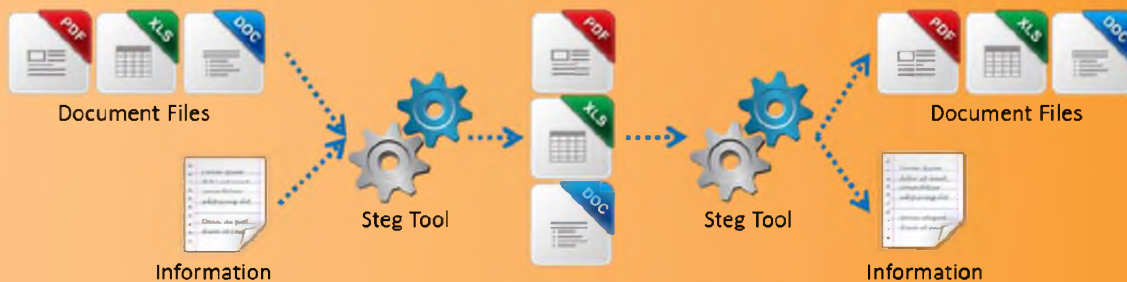 PDF XLS DOC
Document Files
Information
Steg Tool
PDF
XLS
DOC
Steg Tool
PDF XLS DOC
Document Files
Information